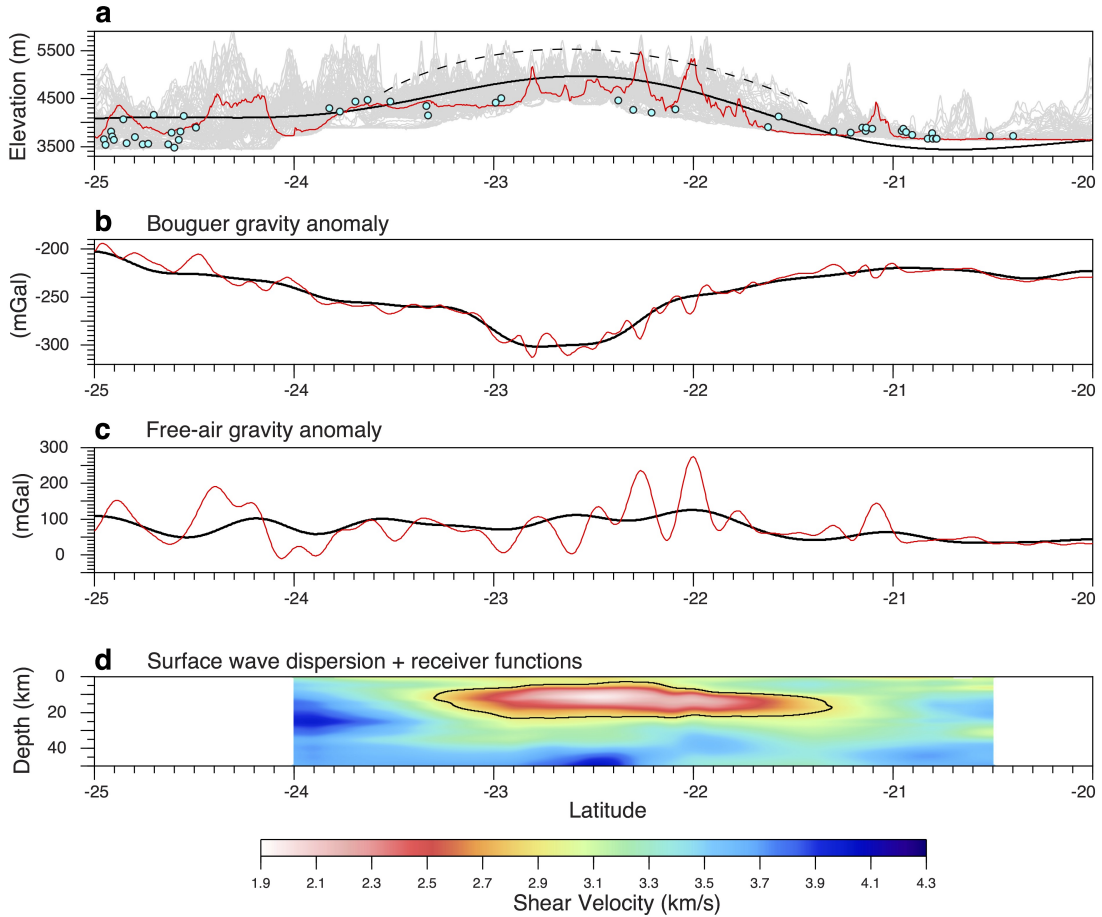 a
Elevation (m)
5500
4500
3500
-25 -24 -23 -22 -21 -20
b Bouguer gravity anomaly
(mGal)
-200
-250
-300
-25 -24 -23 -22 -21 -20
c Free-air gravity anomaly
(mGal)
300
200
100
0
-25 -24 -23 -22 -21 -20
d Surface wave dispersion + receiver functions
Depth (km)
0
20
40
-25 -24 -23 -22 -21 -20
Latitude
1.9 2.1 2.3 2.5 2.7 2.9 3.1 3.3 3.5 3.7 3.9 4.1 4.3
Shear Velocity (km/s)